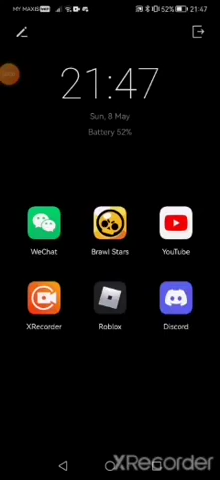 MY MAXIS
52% 21:47
21:47
Sun, 8 May
Battery 52%
WeChat Brawl Stars YouTube
XRecorder Roblox Discord
XRecorder